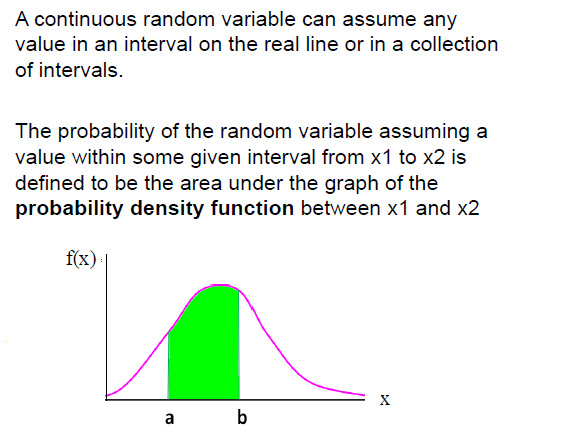 A continuous random variable can assume any
value in an interval on the real line or in a collection
of intervals.
The probability of the random variable assuming a
value within some given interval from x1 to x2 is
defined to be the area under the graph of the
probability density function between x1 and x2
f(x)
x
a b